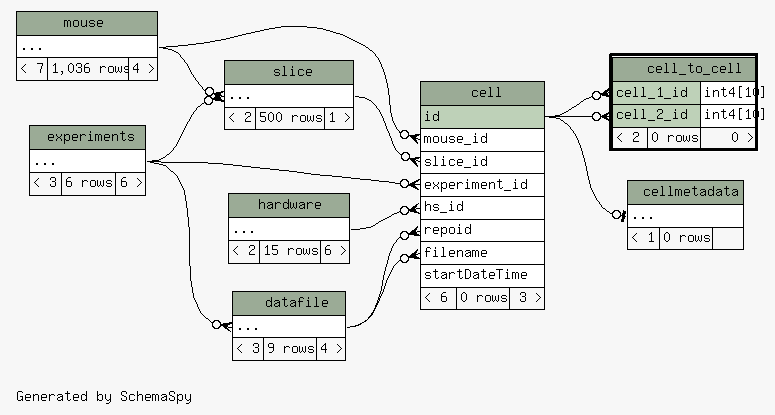 mouse
...
< 7 1,036 rows 4 >
slice
...
< 2 500 rows 1 >
experiments
...
< 3 6 rows 6 >
hardware
...
< 2 15 rows 6 >
datafile
...
< 3 9 rows 4 >
cell
id
mouse_id
slice_id
experiment_id
hs_id
repoid
filename
startDateTime
< 6 0 rows 3 >
cell_to_cell
cell_1_id int4[10]
cell_2_id int4[10]
< 2 0 rows 0 >
cellmetadata
...
< 1 0 rows
Generated by SchemaSpy